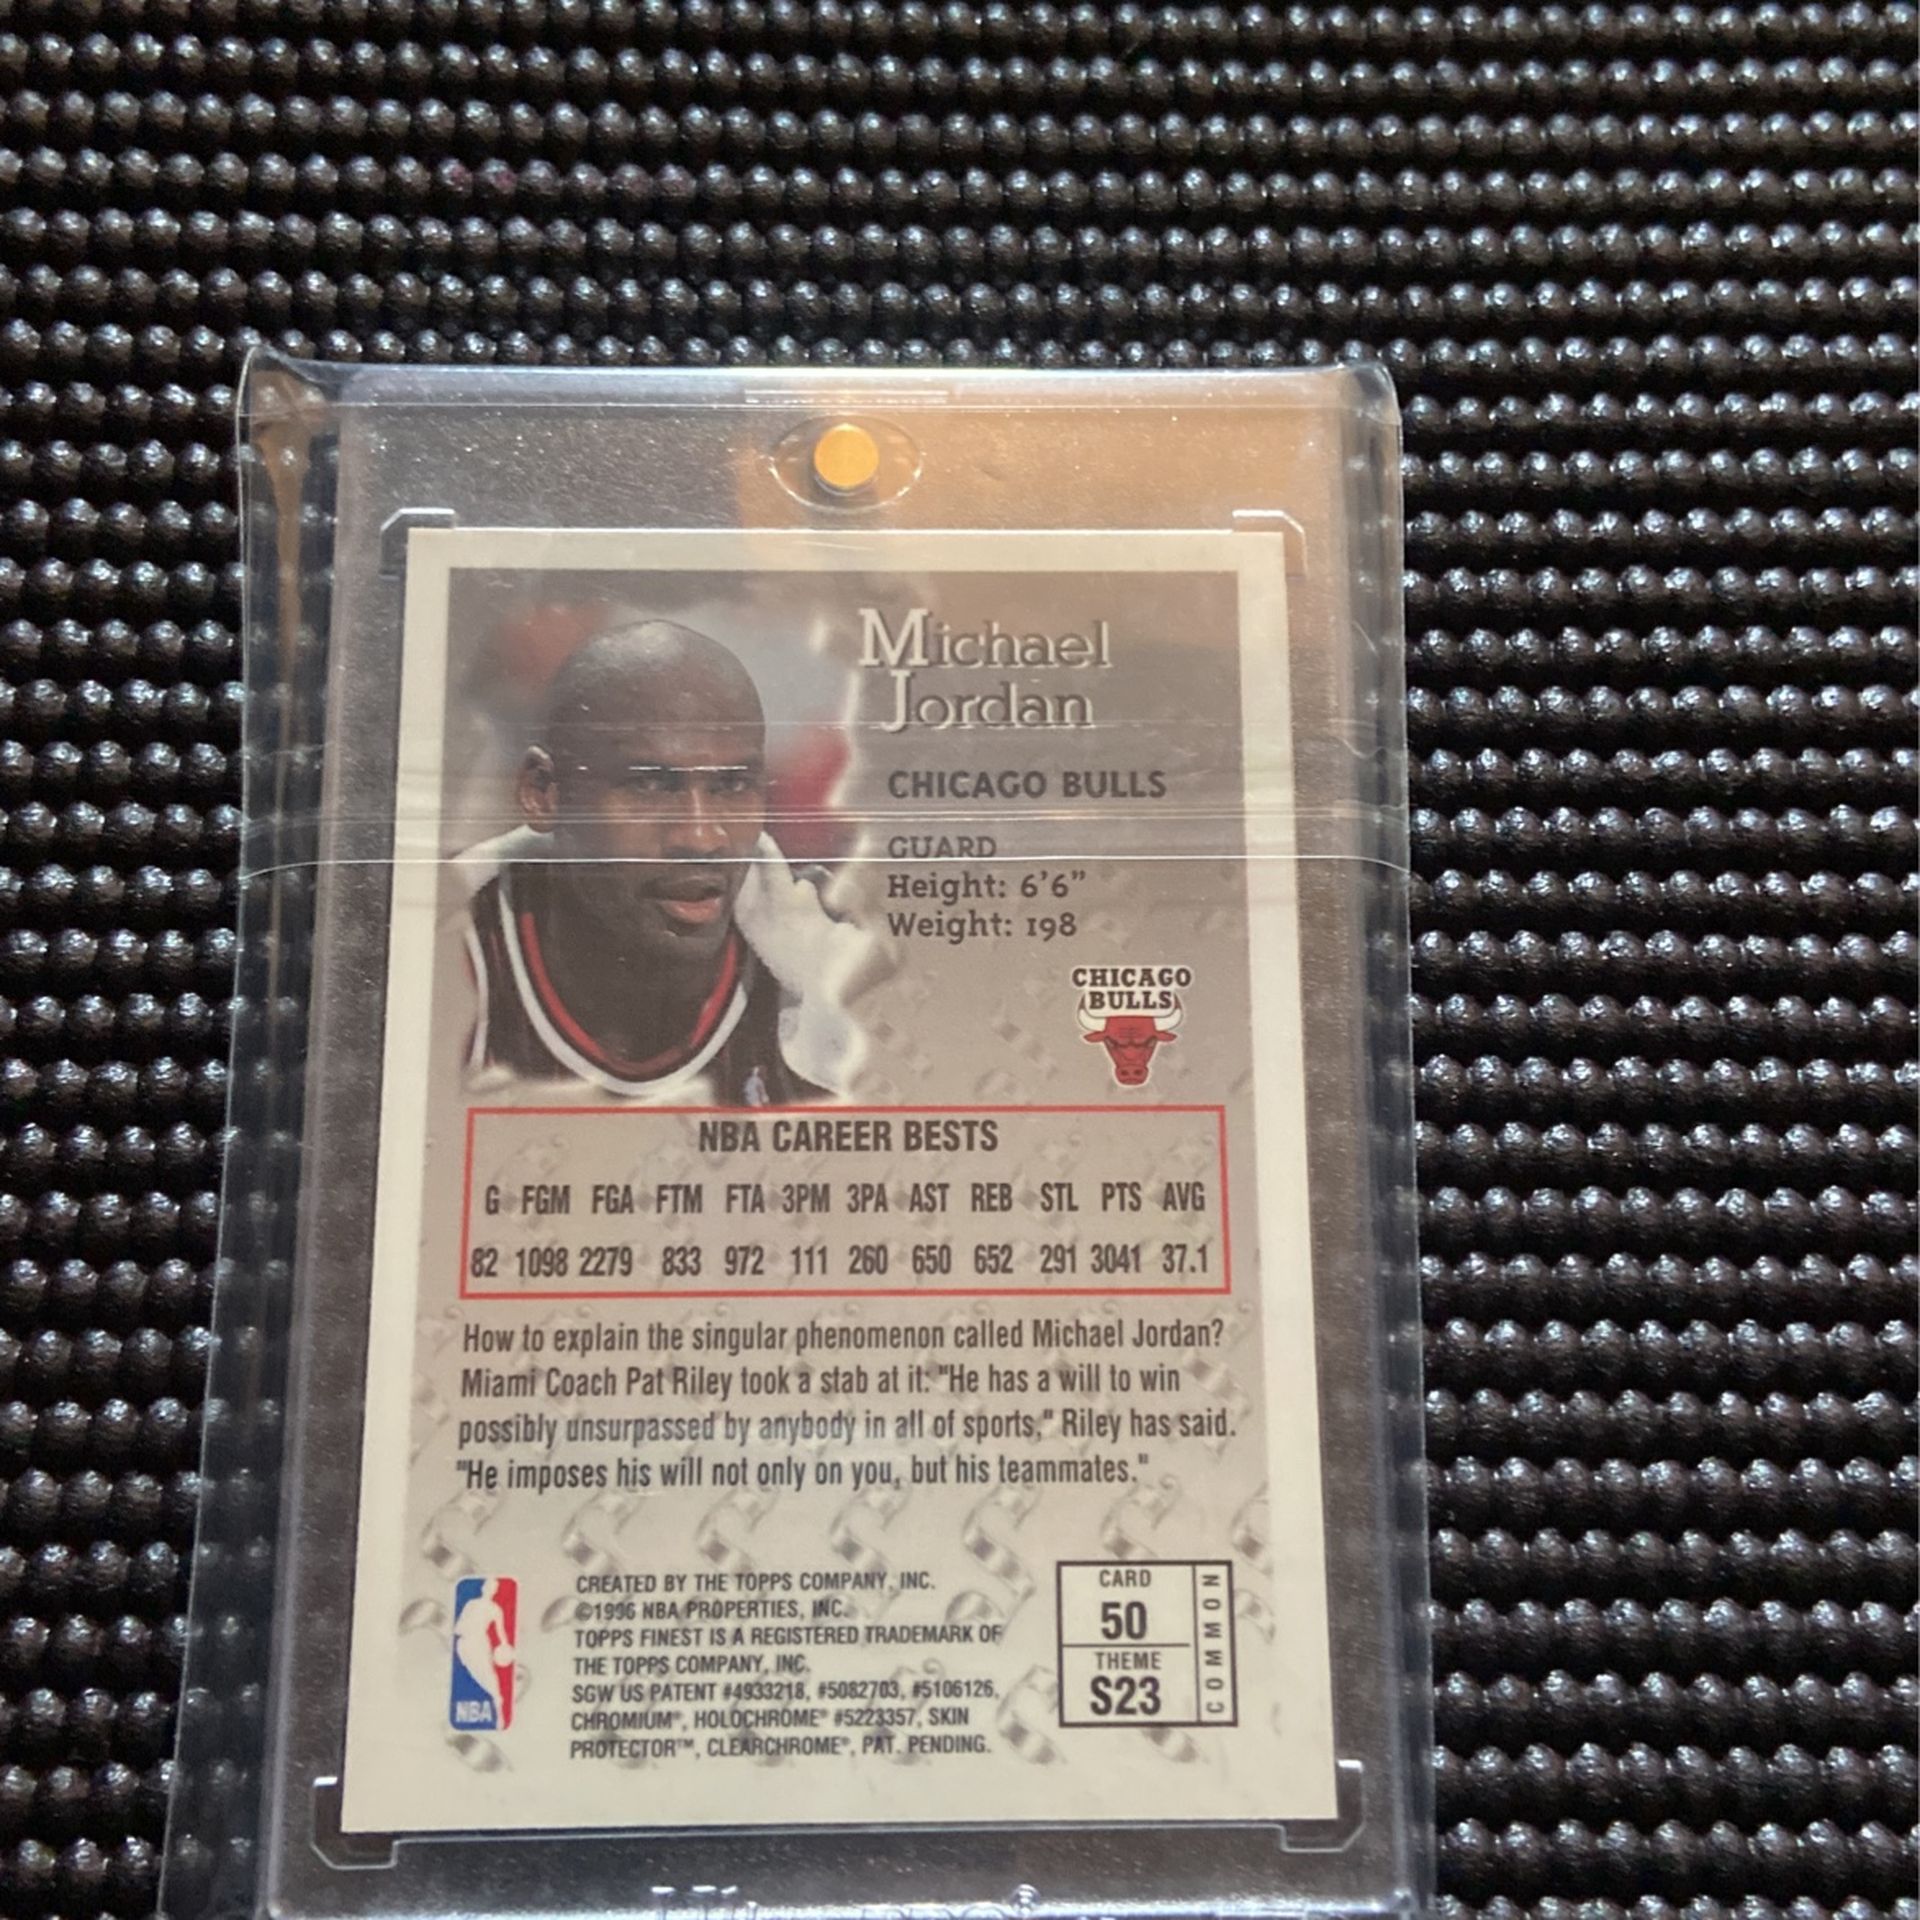 Michael
Jordan
CHICAGO BULLS
GUARD
Height: 6'6"
Weight: 198
CHICAGO
BULLS
NBA CAREER BESTS
G FGM FGA FTM FTA 3PM 3PA AST REB STL PTS AVG
82 1098 2279 833 972 111 260 650 652 291 3041 37.1
How to explain the singular phenomenon called Michael Jordan?
Miami Coach Pat Riley took a stab at it: "He has a will to win
possibly unsurpassed by anybody in all of sports," Riley has said.
"He imposes his will not only on you, but his teammates."
CREATED BY THE TOPPS COMPANY, INC.
©1996 NBA PROPERTIES, INC.
TOPPS FINEST IS A REGISTERED TRADEMARK OF
THE TOPPS COMPANY, INC.
SGW US PATENT #4933218, #5082703, #5106126,
CHROMIUM®, HOLOCHROME® #5223357, SKIN
PROTECTOR™, CLEARCHROME®, PAT. PENDING.
NBA
CARD
50
THEME
S23
COMMON